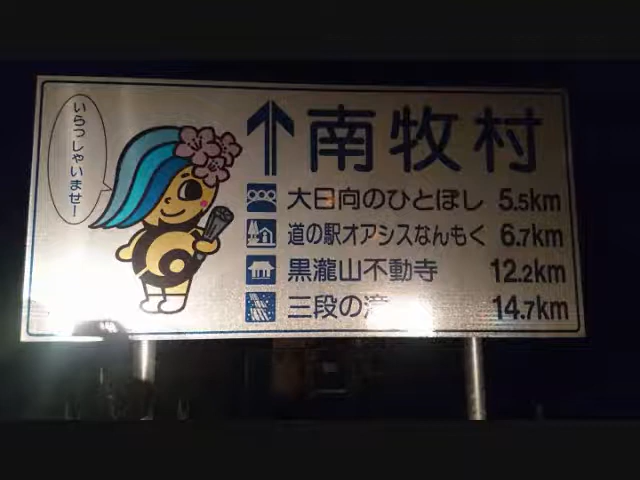 いらっしゃいませ！
南牧村
大日向のひとぼし 5.5km
道の駅オアシスなんもく 6.7km
黒瀧山不動寺 12.2km
三段の滝 14.7km